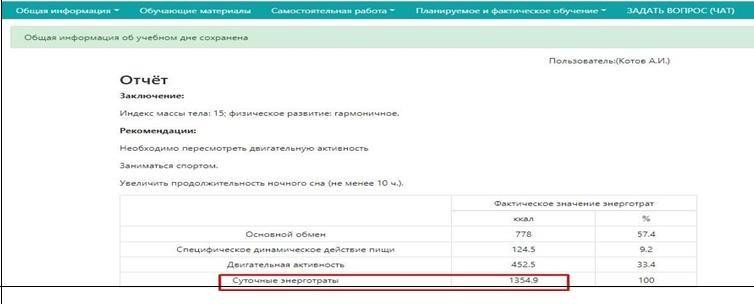 Общая информация Обучающие материалы Самостоятельная работа Планируемое и фактическое обучение ЗАДАТЬ ВОПРОС (ЧАТ)
Общая информация об учебном дне сохранена
Пользователь:(Котов А.И.)
Отчёт
Заключение:
Индекс массы тела: 15; физическое развитие: гармоничное.
Рекомендации:
Необходимо пересмотреть двигательную активность
Заниматься спортом.
Увеличить продолжительность ночного сна (не менее 10 ч.).
Фактическое значение энерготрат
ккал %
Основной обмен 778 57.4
Специфическое динамическое действие пищи 124.5 9.2
Двигательная активность 452.5 33.4
Суточные энерготраты 1354.9 100